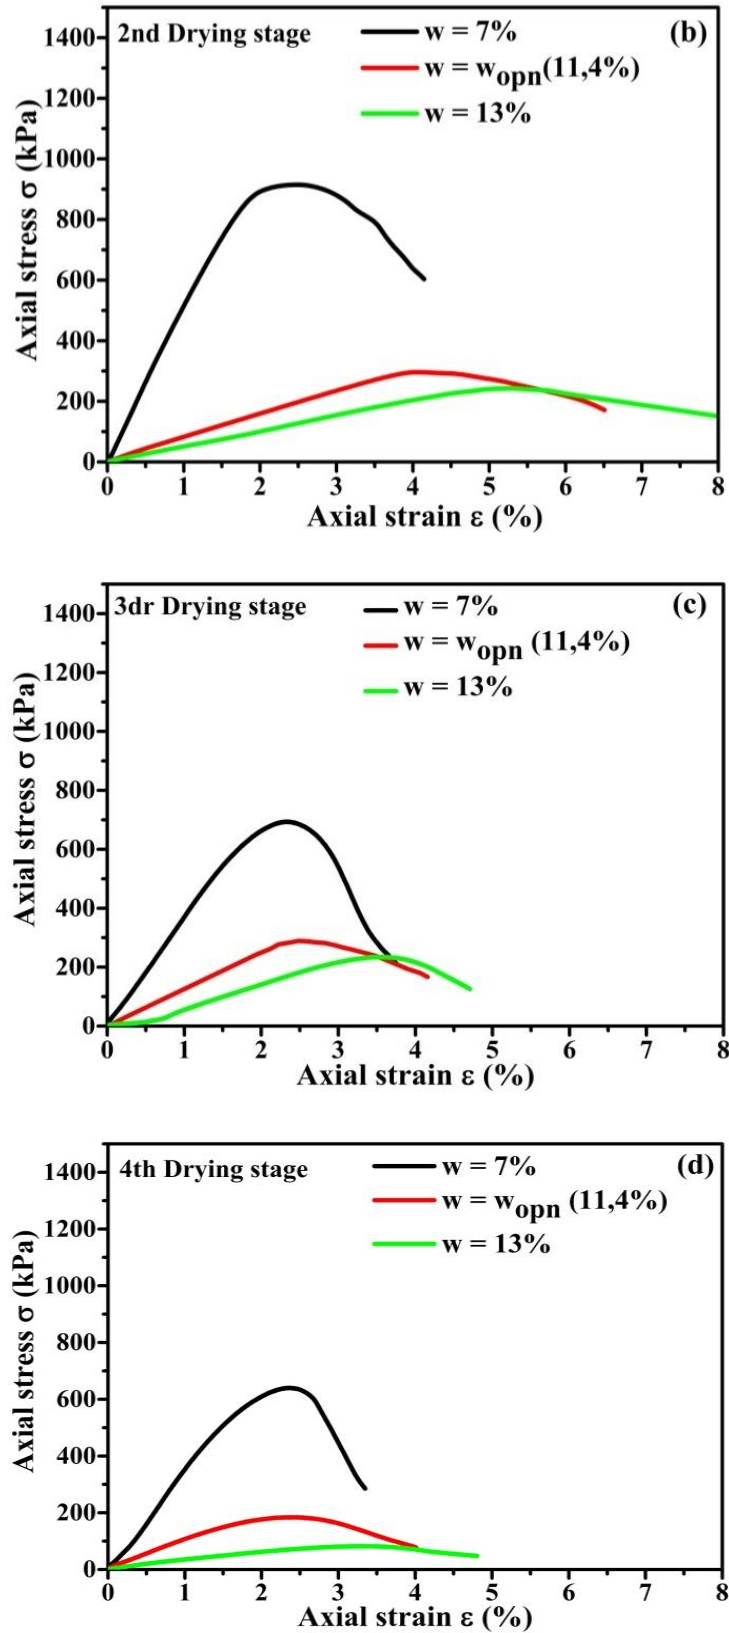 2nd Drying stage
w = 7%
(b)
w = wopn(11,4%)
w = 13%
1400
1200
1000
800
600
400
200
0
Axial stress σ (kPa)
0 1 2 3 4 5 6 7 8
Axial strain ε (%)
3dr Drying stage
w = 7%
(c)
w = wopn (11,4%)
w = 13%
1400
1200
1000
800
600
400
200
0
Axial stress σ (kPa)
0 1 2 3 4 5 6 7 8
Axial strain ε (%)
4th Drying stage
w = 7%
(d)
w = wopn (11,4%)
w = 13%
1400
1200
1000
800
600
400
200
0
Axial stress σ (kPa)
0 1 2 3 4 5 6 7 8
Axial strain ε (%)